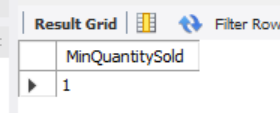 Result Grid Filter Row
MinQuantitySold
1